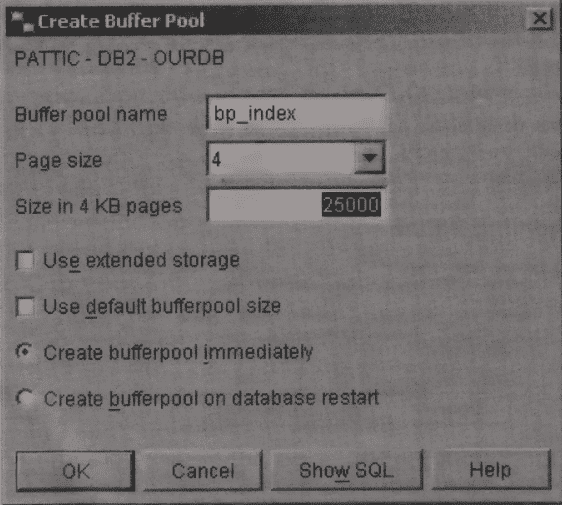 Create Buffer Pool
PATTIC - DB2 - OURDB
Buffer pool name bp_index
Page size 4
Size in 4 KB pages 25000
Use extended storage
Use default bufferpool size
Create bufferpool immediately
Create bufferpool on database restart
OK Cancel Show SQL Help